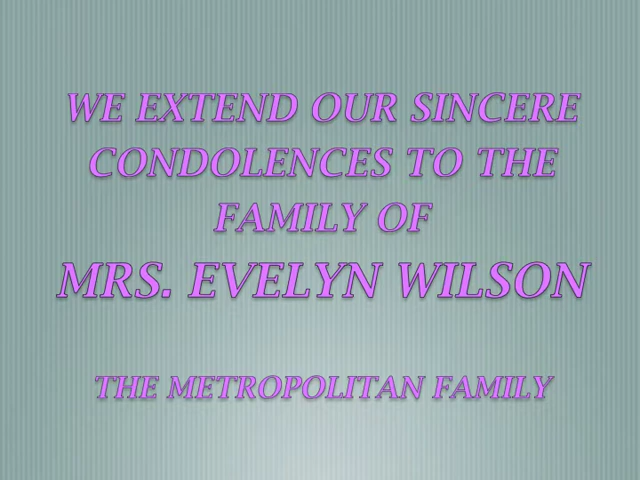 WE EXTEND OUR SINCERE
CONDOLENCES TO THE
FAMILY OF
MRS. EVELYN WILSON
THE METROPOLITAN FAMILY